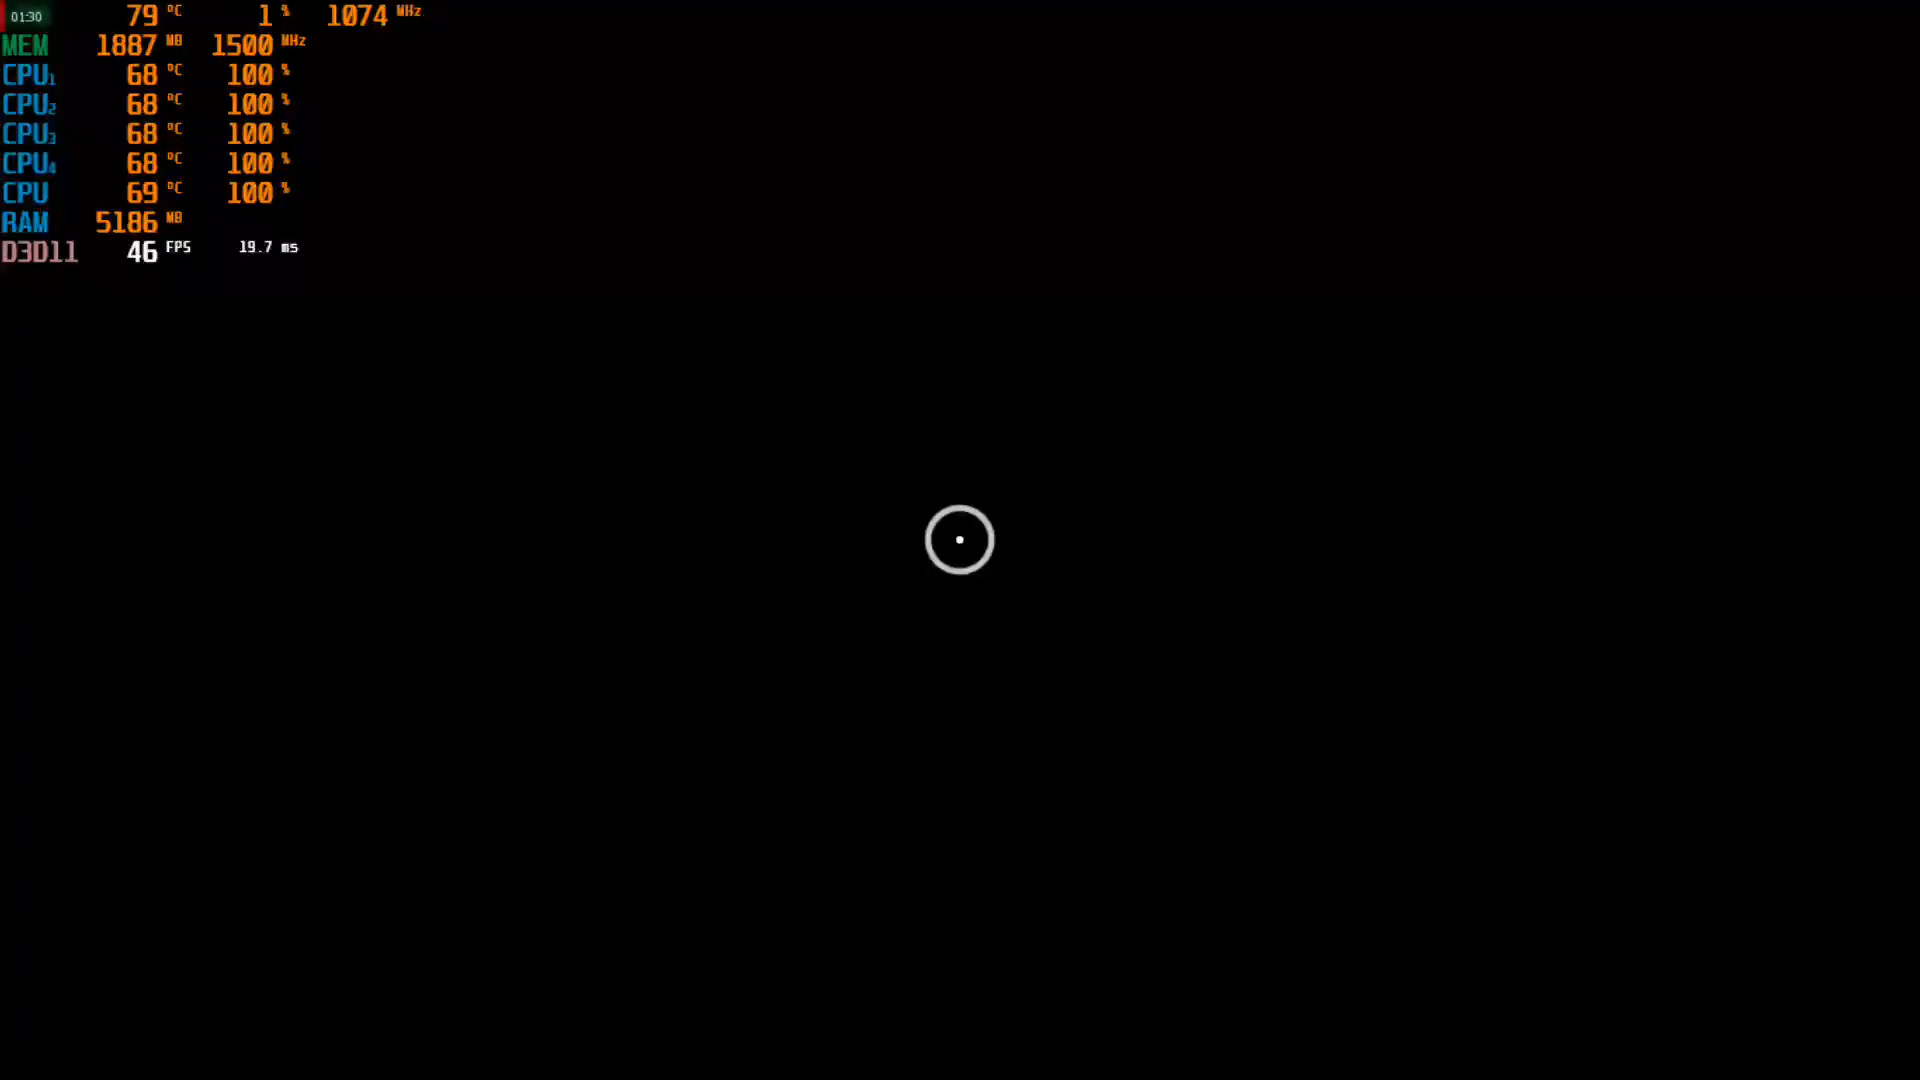 01:30 79 °C 1 % 1074 MHz
MEM 1887 MB 1500 MHz
CPU1 68 °C 100 %
CPU2 68 °C 100 %
CPU3 68 °C 100 %
CPU4 68 °C 100 %
CPU 69 °C 100 %
RAM 5186 MB
D3D11 46 FPS 19.7 ms